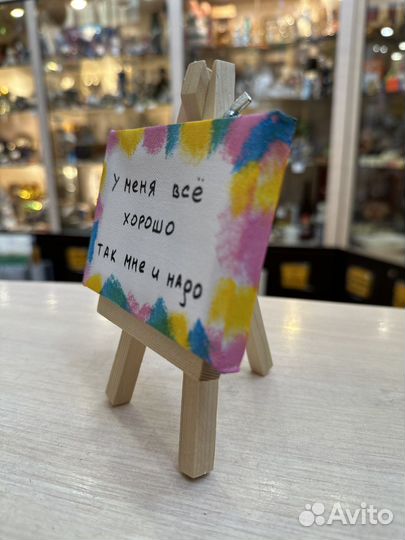 У меня всё
хорошо
так мне и надо
Avito